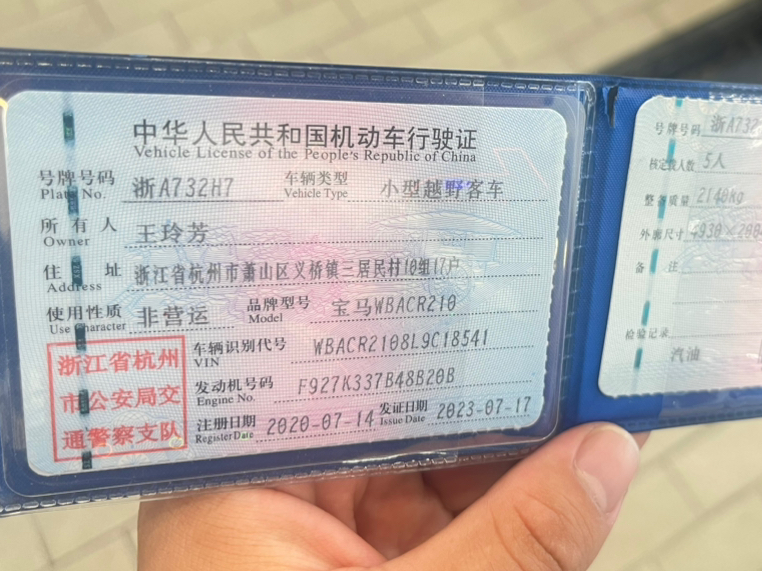 中华人民共和国机动车行驶证
Vehicle License of the People's Republic of China
号牌号码 浙A732H7 车辆类型 小型越野客车
Plate No. Vehicle Type
所有人 王玲芳
Owner
住址 浙江省杭州市萧山区义桥镇三居民村10组17户
Address
使用性质 非营运 品牌型号 宝马WBACR210
Use Character Model
浙江省杭州
市公安局交
通警察支队
车辆识别代号 WBACR2108L9C18541
VIN
发动机号码 F927K337B48B20B
Engine No.
注册日期 2020-07-14 发证日期 2023-07-17
Register Date Issue Date
号牌号码 浙A732
核定载人数 5人
整备质量 2140kg
外廓尺寸 4930×200
备注
检验记录
汽油